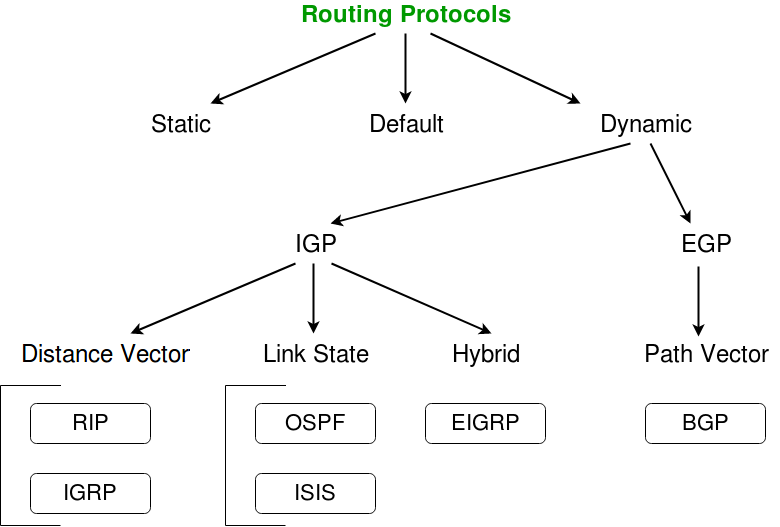 Routing Protocols
Static
Default
Dynamic
IGP
EGP
Distance Vector
Link State
Hybrid
Path Vector
RIP
OSPF
EIGRP
BGP
IGRP
ISIS